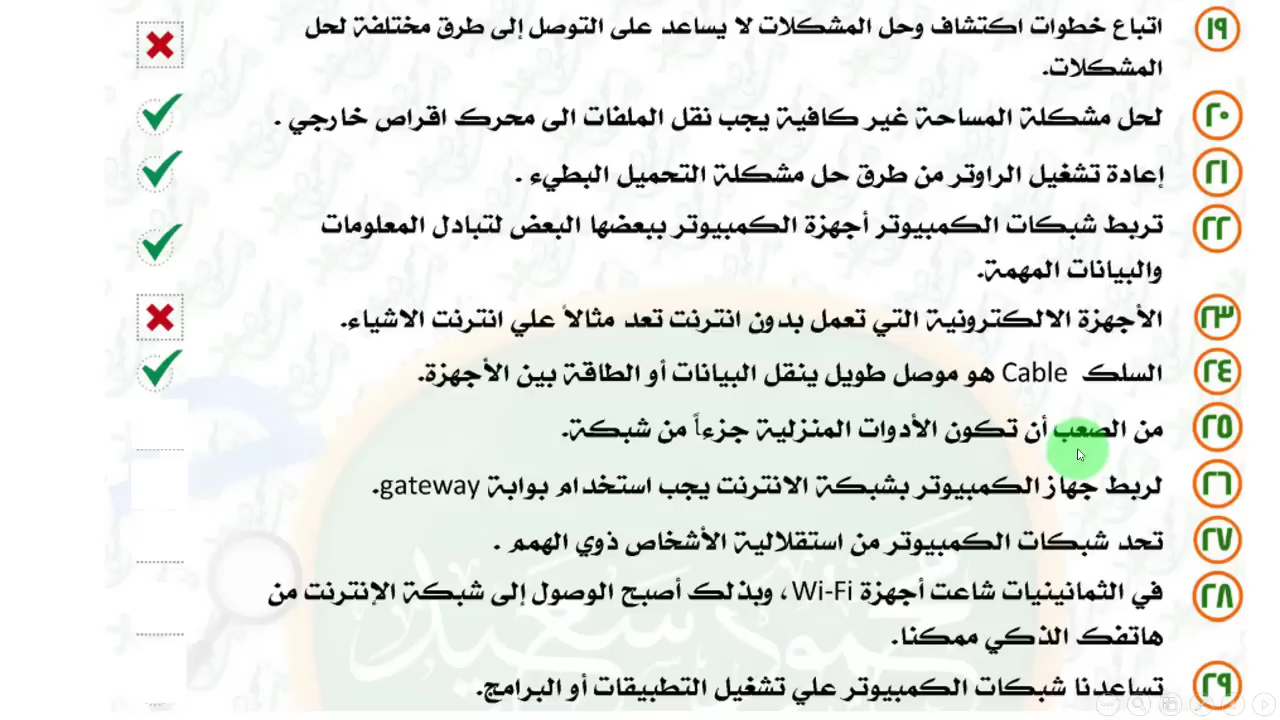 ١٩ اتباع خطوات اكتشاف وحل المشكلات لا يساعد على التوصل إلى طرق مختلفة لحل
المشكلات.
٢٠ لحل مشكلة المساحة غير كافية يجب نقل الملفات الى محرك اقراص خارجي .
٢١ إعادة تشغيل الراوتر من طرق حل مشكلة التحميل البطيء .
٢٢ تربط شبكات الكمبيوتر أجهزة الكمبيوتر ببعضها البعض لتبادل المعلومات
والبيانات المهمة.
٢٣ الأجهزة الالكترونية التي تعمل بدون انترنت تعد مثالاً علي انترنت الاشياء.
٢٤ السلك Cable هو موصل طويل ينقل البيانات أو الطاقة بين الأجهزة.
٢٥ من الصعب أن تكون الأدوات المنزلية جزءاً من شبكة.
٢٦ لربط جهاز الكمبيوتر بشبكة الانترنت يجب استخدام بوابة gateway.
٢٧ تحد شبكات الكمبيوتر من استقلالية الأشخاص ذوي الهمم .
٢٨ في الثمانينيات شاعت أجهزة Wi-Fi، وبذلك أصبح الوصول إلى شبكة الإنترنت من
هاتفك الذكي ممكنا.
٢٩ تساعدنا شبكات الكمبيوتر علي تشغيل التطبيقات أو البرامج.
محمود سعيد